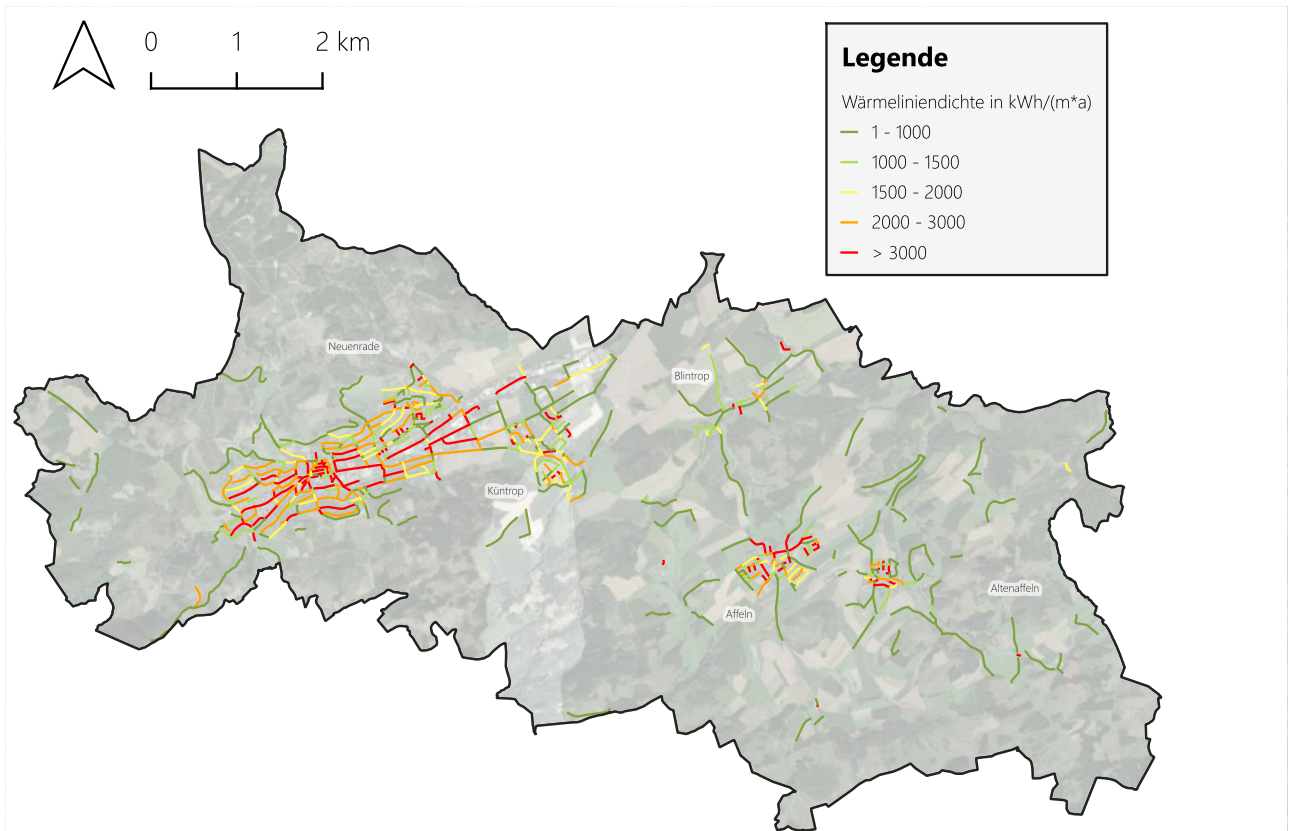 0 1 2 km
Legende
Wärmeliniendichte in kWh/(m*a)
1 - 1000
1000 - 1500
1500 - 2000
2000 - 3000
> 3000
Neuenrade
Blintrop
Küntrop
Affeln
Altenaffeln